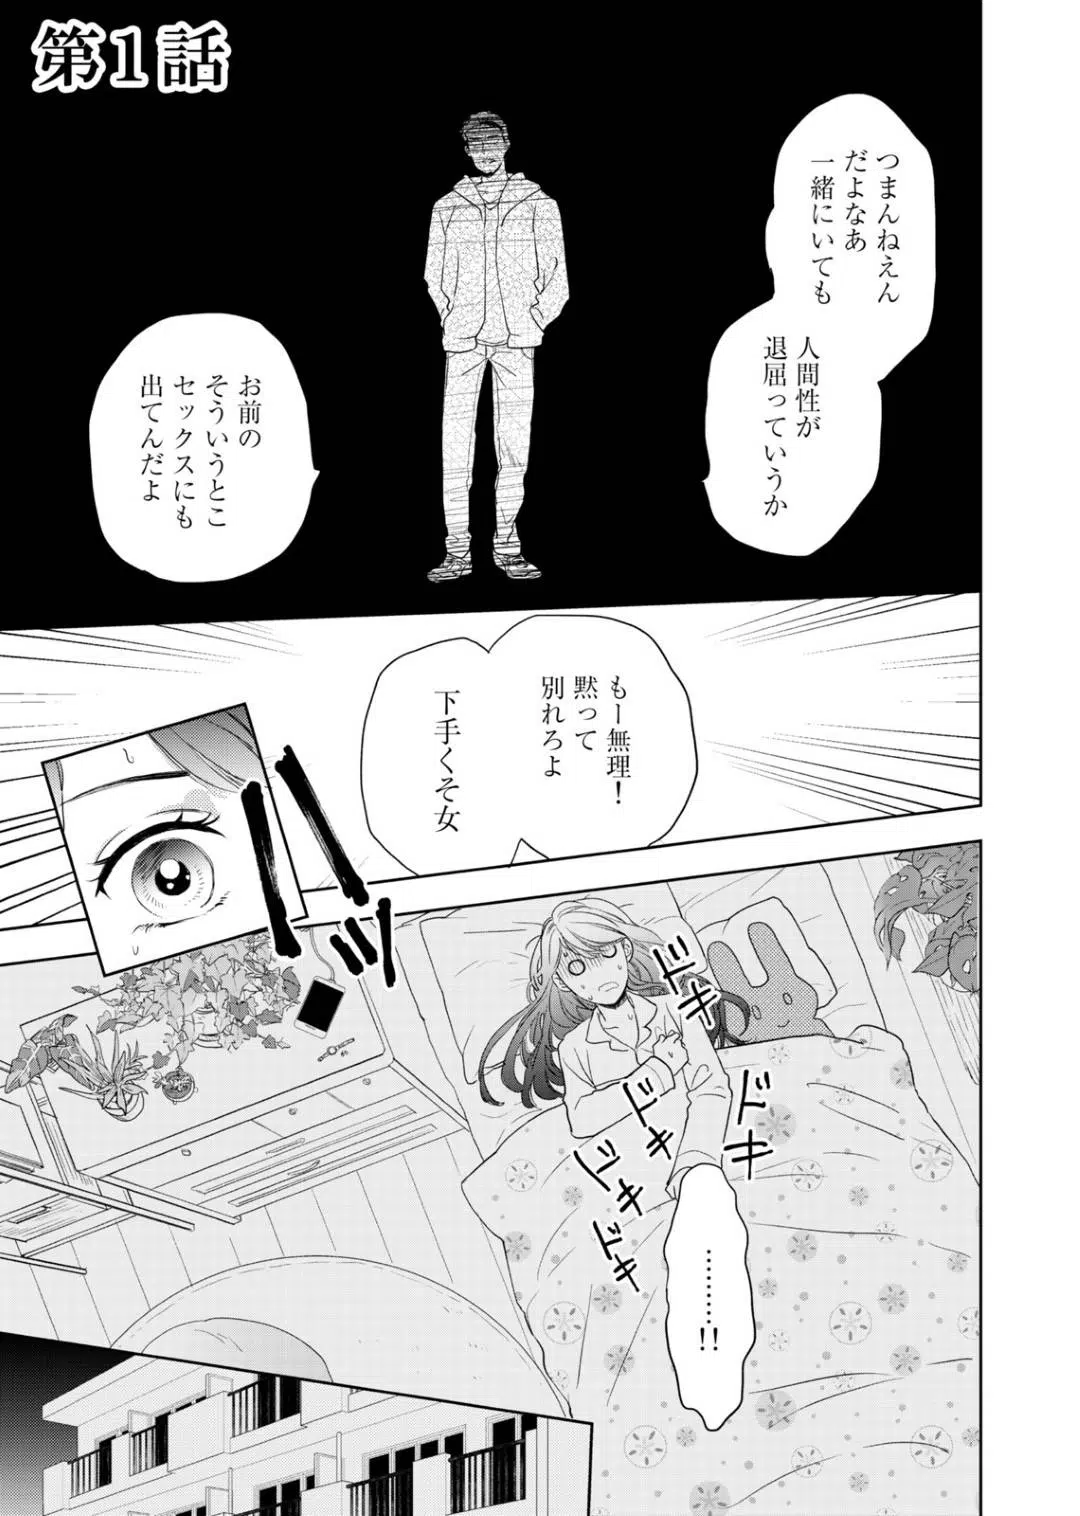 第1話
つまんねえん
だよなあ
一緒にいても
人間性が
退屈っていうか
お前の
そういうとこ
セックスにも
出てんだよ
もー無理！
黙って
別れろよ
下手くそ女
ハッ
ドキ
ドキ
ドキ
ドキ
ドキ
………!!